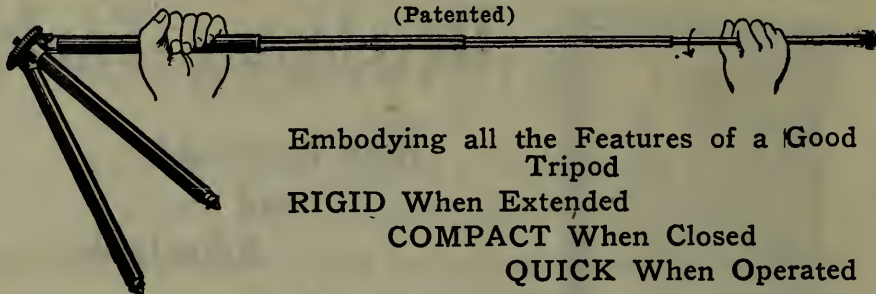 (Patented)
Embodying all the Features of a Good
Tripod
RIGID When Extended
COMPACT When Closed
QUICK When Operated